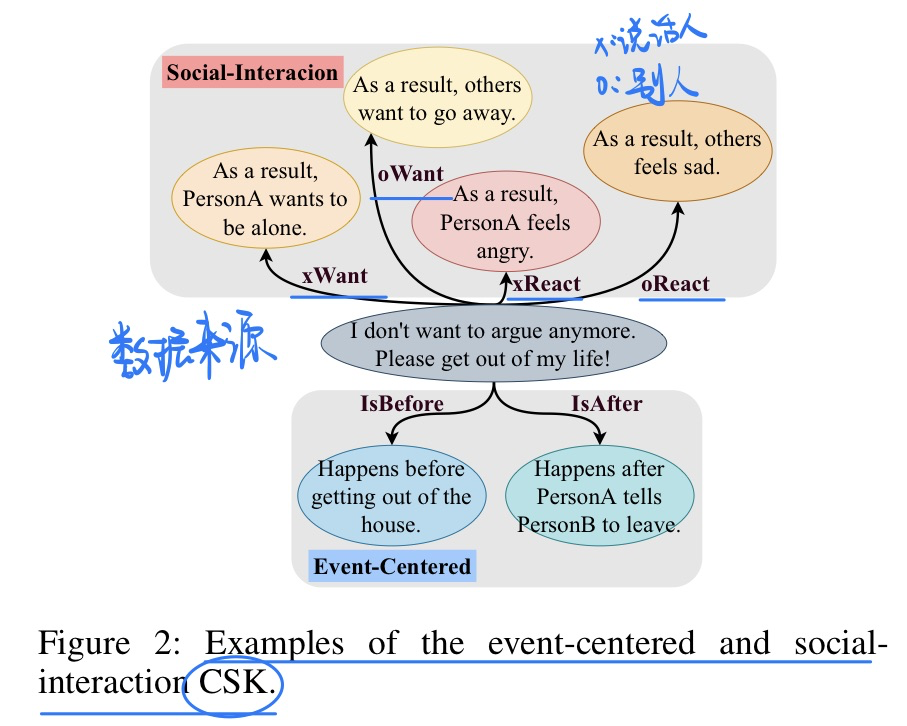 x:说话人
o:别人
Social-Interacion
As a result, others
want to go away.
As a result, others
feels sad.
As a result,
PersonA wants to
be alone.
oWant
As a result,
PersonA feels
angry.
xWant
xReact
oReact
数据来源
I don't want to argue anymore.
Please get out of my life!
IsBefore
IsAfter
Happens before
getting out of the
house.
Happens after
PersonA tells
PersonB to leave.
Event-Centered
Figure 2: Examples of the event-centered and social-
interaction CSK.